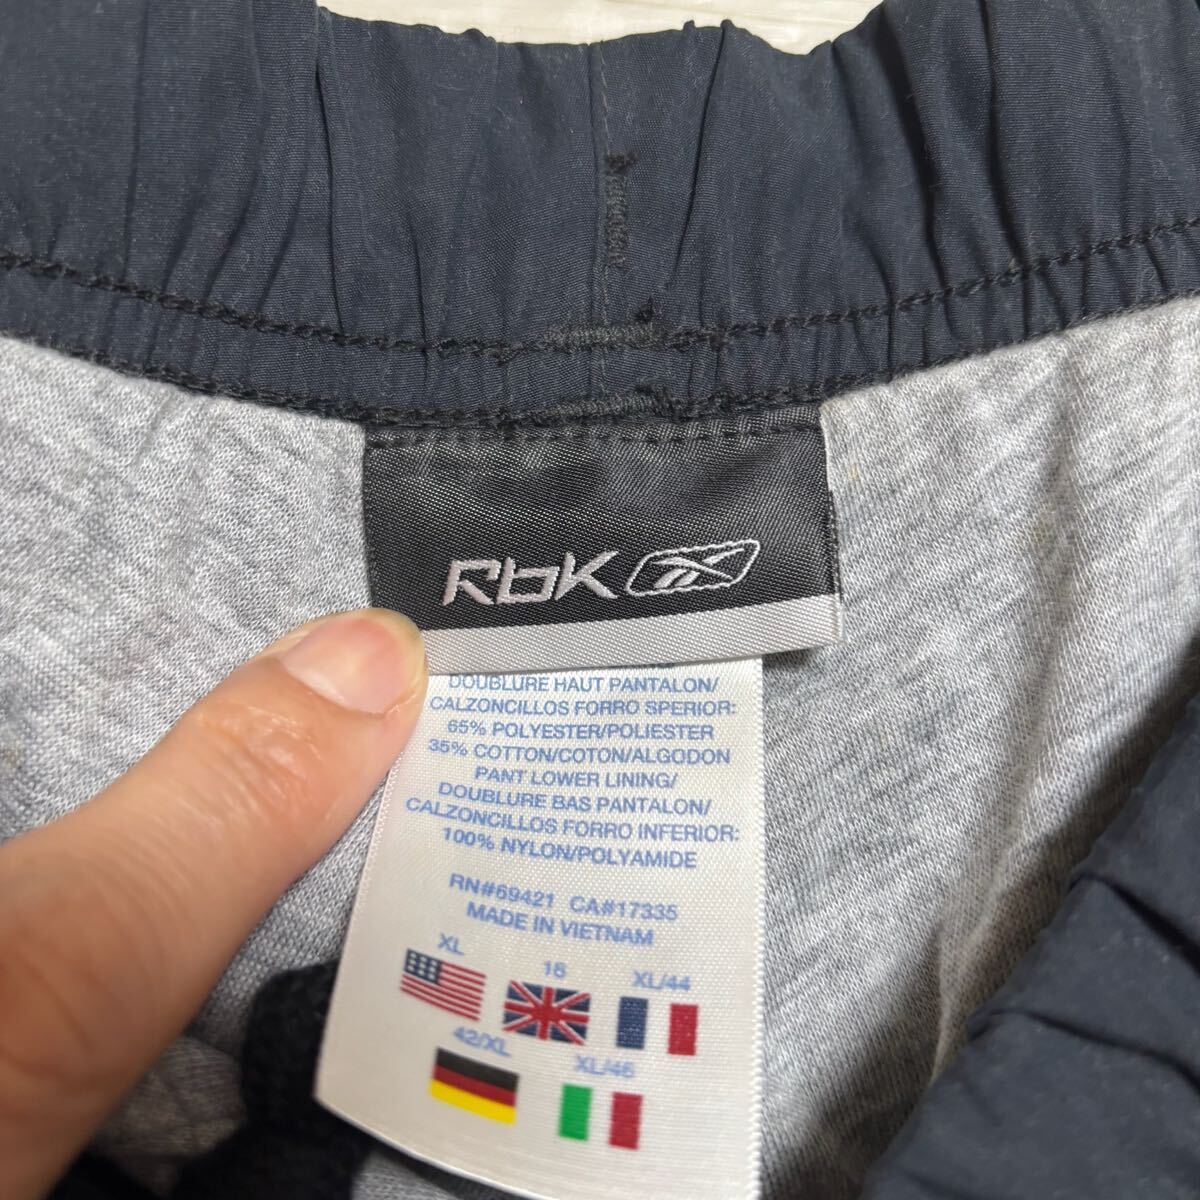 RbK
DOUBLURE HAUT PANTALON/
CALZONCILLOS FORRO SPERIOR:
65% POLYESTER/POLIESTER
35% COTTON/COTON/ALGODON
PANT LOWER LINING/
DOUBLURE BAS PANTALON/
CALZONCILLOS FORRO INFERIOR:
100% NYLON/POLYAMIDE
RN#69421 CA#17335
MADE IN VIETNAM
XL 16 XL/44
42/XL XL/46